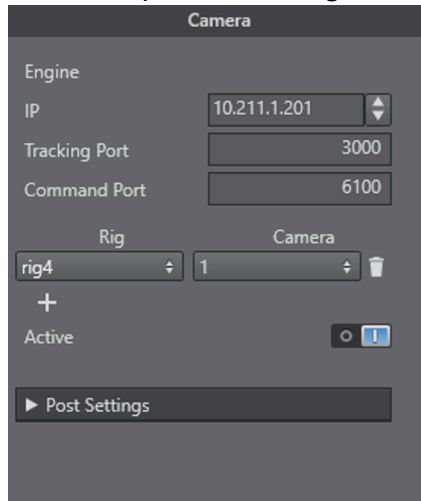 Camera
Engine
IP 10.211.1.201
Tracking Port 3000
Command Port 6100
Rig Camera
rig4 1
+
Active
Post Settings